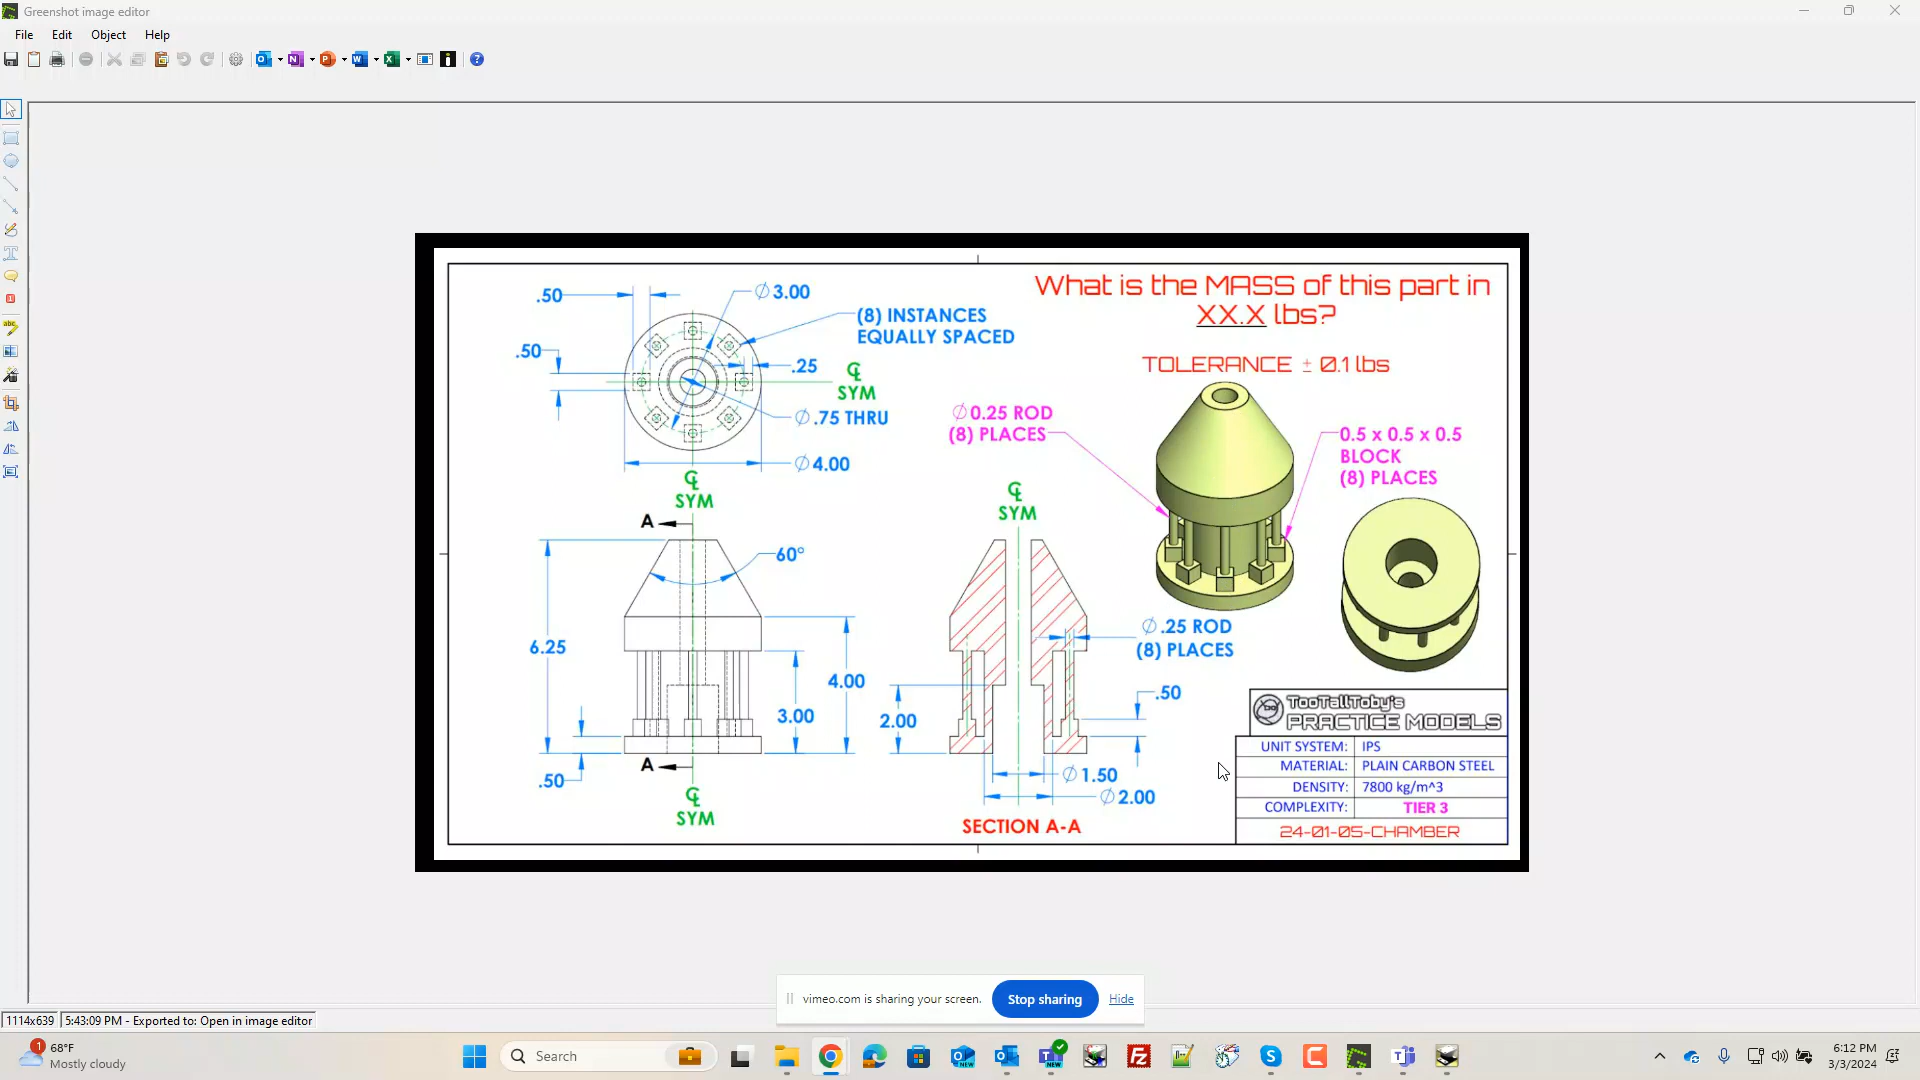 Greenshot image editor
File Edit Object Help
What is the MASS of this part in
XX.X lbs?
TOLERANCE ± 0.1 lbs
.50
∅3.00
(8) INSTANCES
EQUALLY SPACED
.50
.25
℄
SYM
∅.75 THRU
∅4.00
℄
SYM
A
60°
6.25
4.00
3.00
.50
A
℄
SYM
℄
SYM
∅.25 ROD
(8) PLACES
.50
2.00
∅1.50
∅2.00
SECTION A-A
∅0.25 ROD
(8) PLACES
0.5 x 0.5 x 0.5
BLOCK
(8) PLACES
TooTallToby's
PRACTICE MODELS
UNIT SYSTEM: IPS
MATERIAL: PLAIN CARBON STEEL
DENSITY: 7800 kg/m^3
COMPLEXITY: TIER 3
24-01-05-CHAMBER
vimeo.com is sharing your screen. Stop sharing Hide
1114x639 5:43:09 PM - Exported to: Open in image editor
1
68°F
Mostly cloudy
Search
6:12 PM
3/3/2024